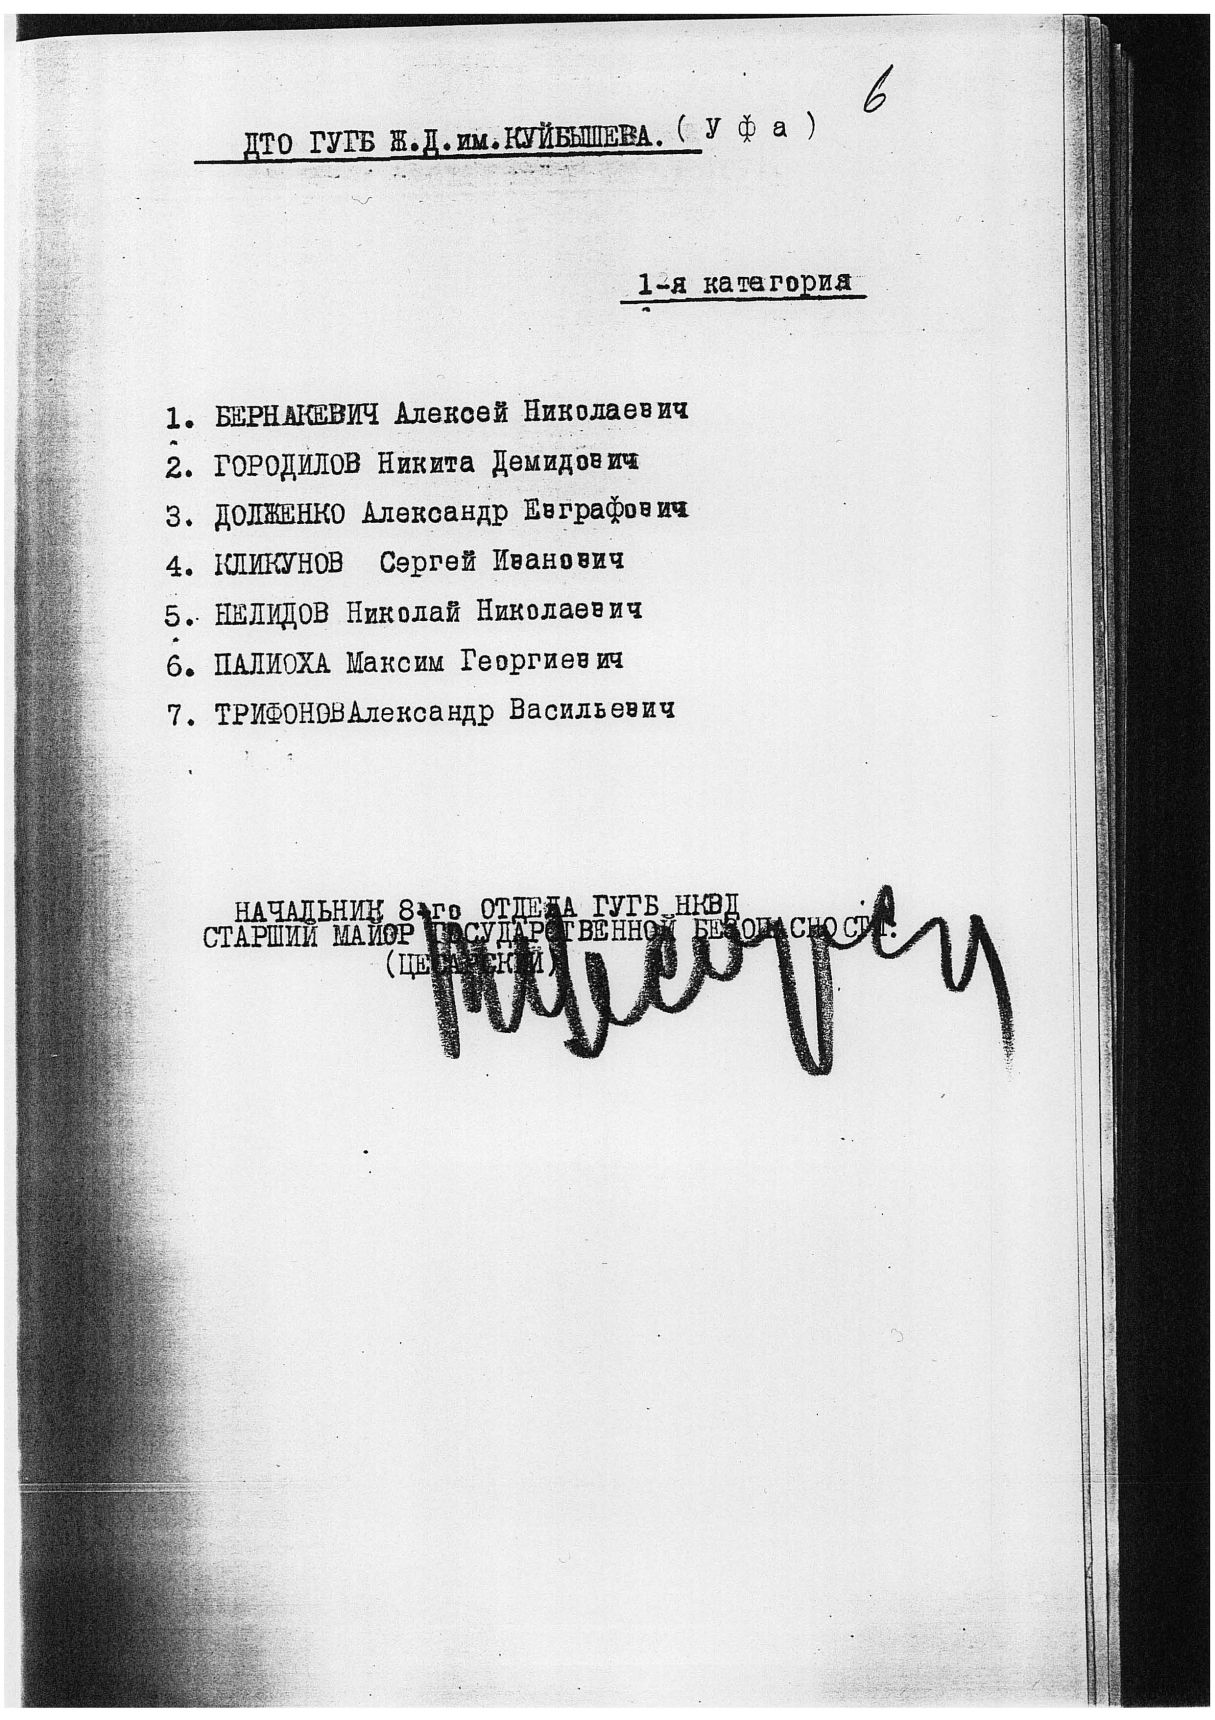 6
ДТО ГУГБ Ж.Д.им.КУЙБЫШЕВА. ( У ф а )
1-я категория
1. БЕРНАКЕВИЧ Алексей Николаевич
2. ГОРОДИЛОВ Никита Демидович
3. ДОЛЖЕНКО Александр Евграфович
4. КЛИКУНОВ Сергей Иванович
5. НЕЛИДОВ Николай Николаевич
6. ПАЛИОХА Максим Георгиевич
7. ТРИФОНОВАлександр Васильевич
НАЧАЛЬНИК 8-го ОТДЕЛА ГУГБ НКВД
СТАРШИЙ МАЙОР ГОСУДАРСТВЕННОЙ БЕЗОПАСНОСТИ:
(ЦЕСАРСКИЙ)